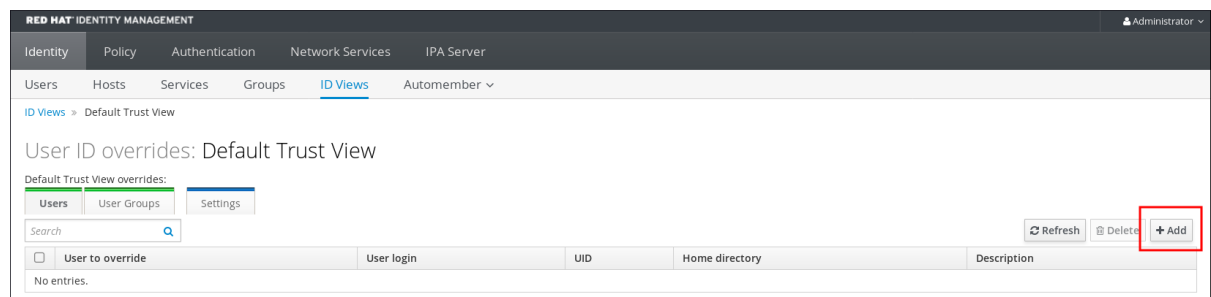 RED HAT IDENTITY MANAGEMENT Administrator
Identity Policy Authentication Network Services IPA Server
Users Hosts Services Groups ID Views Automember
ID Views » Default Trust View
User ID overrides: Default Trust View
Default Trust View overrides:
Users User Groups Settings
Search Refresh Delete + Add
User to override User login UID Home directory Description
No entries.